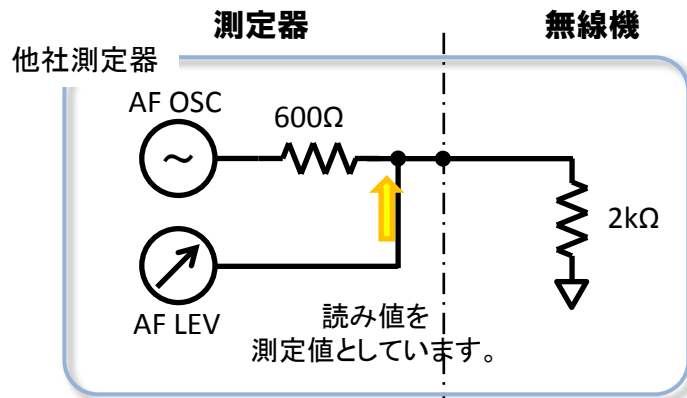 測定器
無線機
他社測定器
AF OSC
600Ω
~
2kΩ
AF LEV
読み値を
測定値としています。